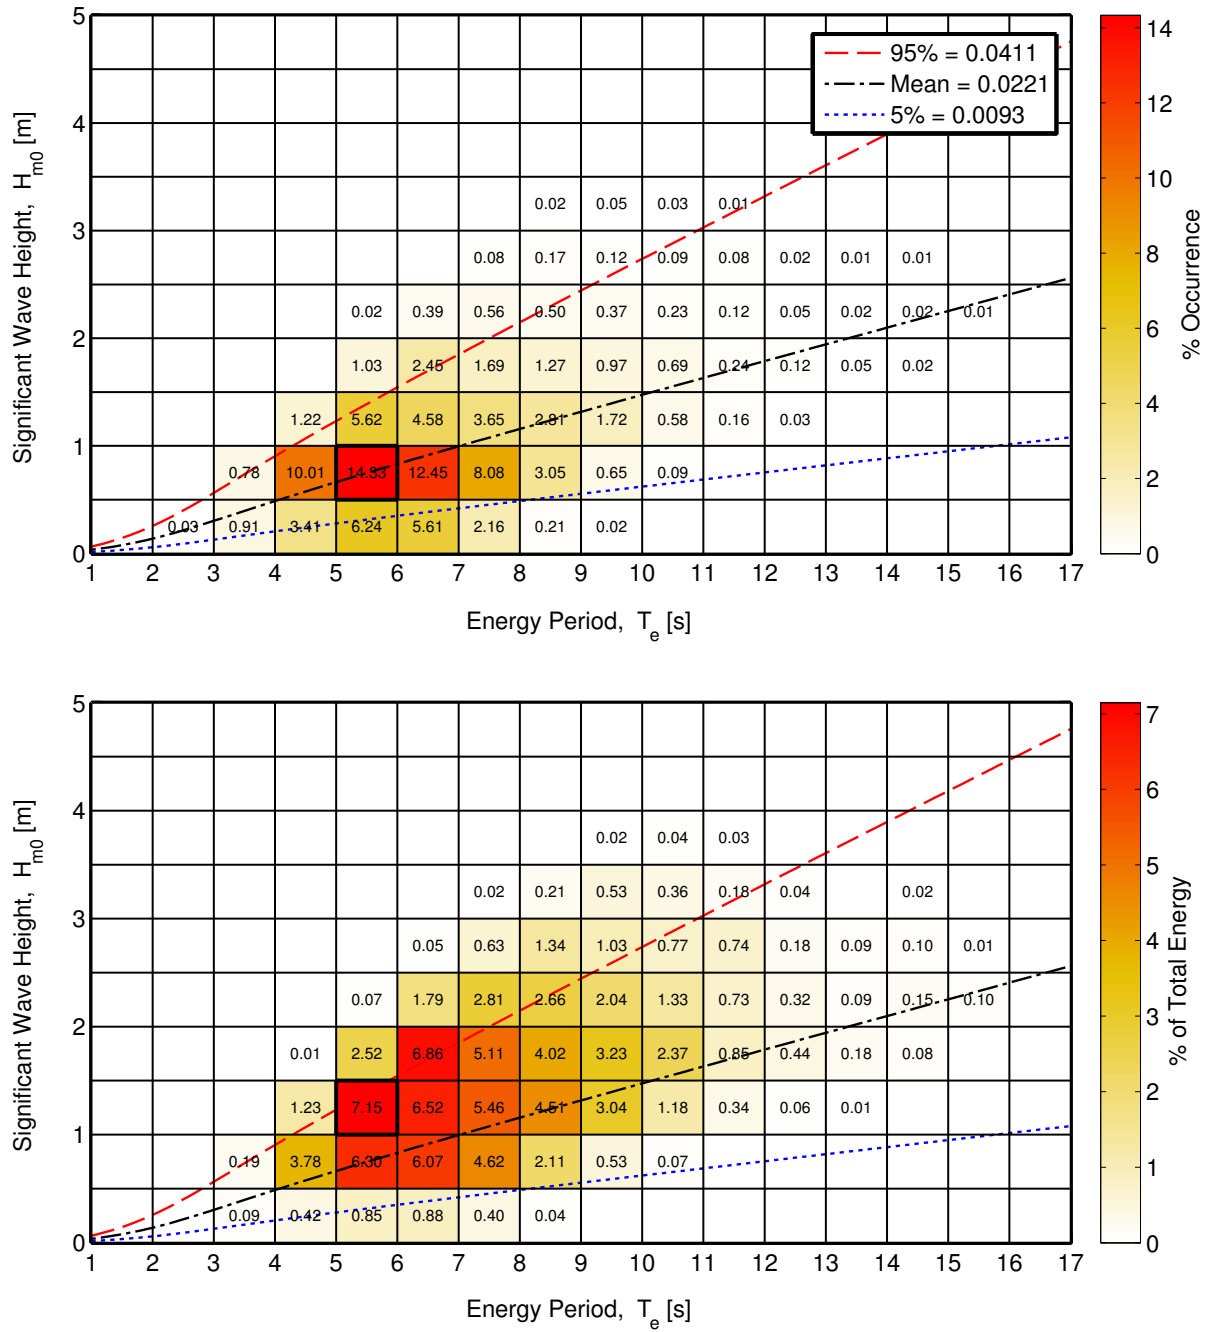 5
4
3
2
1
0
Significant Wave Height, H_m0 [m]
95% = 0.0411
Mean = 0.0221
5% = 0.0093
0.02 0.05 0.03 0.01
0.08 0.17 0.12 0.09 0.08 0.02 0.01 0.01
0.02 0.39 0.56 0.50 0.37 0.23 0.12 0.05 0.02 0.02 0.01
1.03 2.45 1.69 1.27 0.97 0.69 0.24 0.12 0.05 0.02
1.22 5.62 4.58 3.65 2.81 1.72 0.58 0.16 0.03
0.78 10.01 14.33 12.45 8.08 3.05 0.65 0.09
0.03 0.91 3.41 6.24 5.61 2.16 0.21 0.02
1 2 3 4 5 6 7 8 9 10 11 12 13 14 15 16 17
Energy Period, T_e [s]
14
12
10
8
6
4
2
0
% Occurrence
5
4
3
2
1
0
Significant Wave Height, H_m0 [m]
0.02 0.04 0.03
0.02 0.21 0.53 0.36 0.18 0.04 0.02
0.05 0.63 1.34 1.03 0.77 0.74 0.18 0.09 0.10 0.01
0.07 1.79 2.81 2.66 2.04 1.33 0.73 0.32 0.09 0.15 0.10
0.01 2.52 6.86 5.11 4.02 3.23 2.37 0.85 0.44 0.18 0.08
1.23 7.15 6.52 5.46 4.51 3.04 1.18 0.34 0.06 0.01
0.19 3.78 6.30 6.07 4.62 2.11 0.53 0.07
0.09 0.42 0.85 0.88 0.40 0.04
1 2 3 4 5 6 7 8 9 10 11 12 13 14 15 16 17
Energy Period, T_e [s]
7
6
5
4
3
2
1
0
% of Total Energy